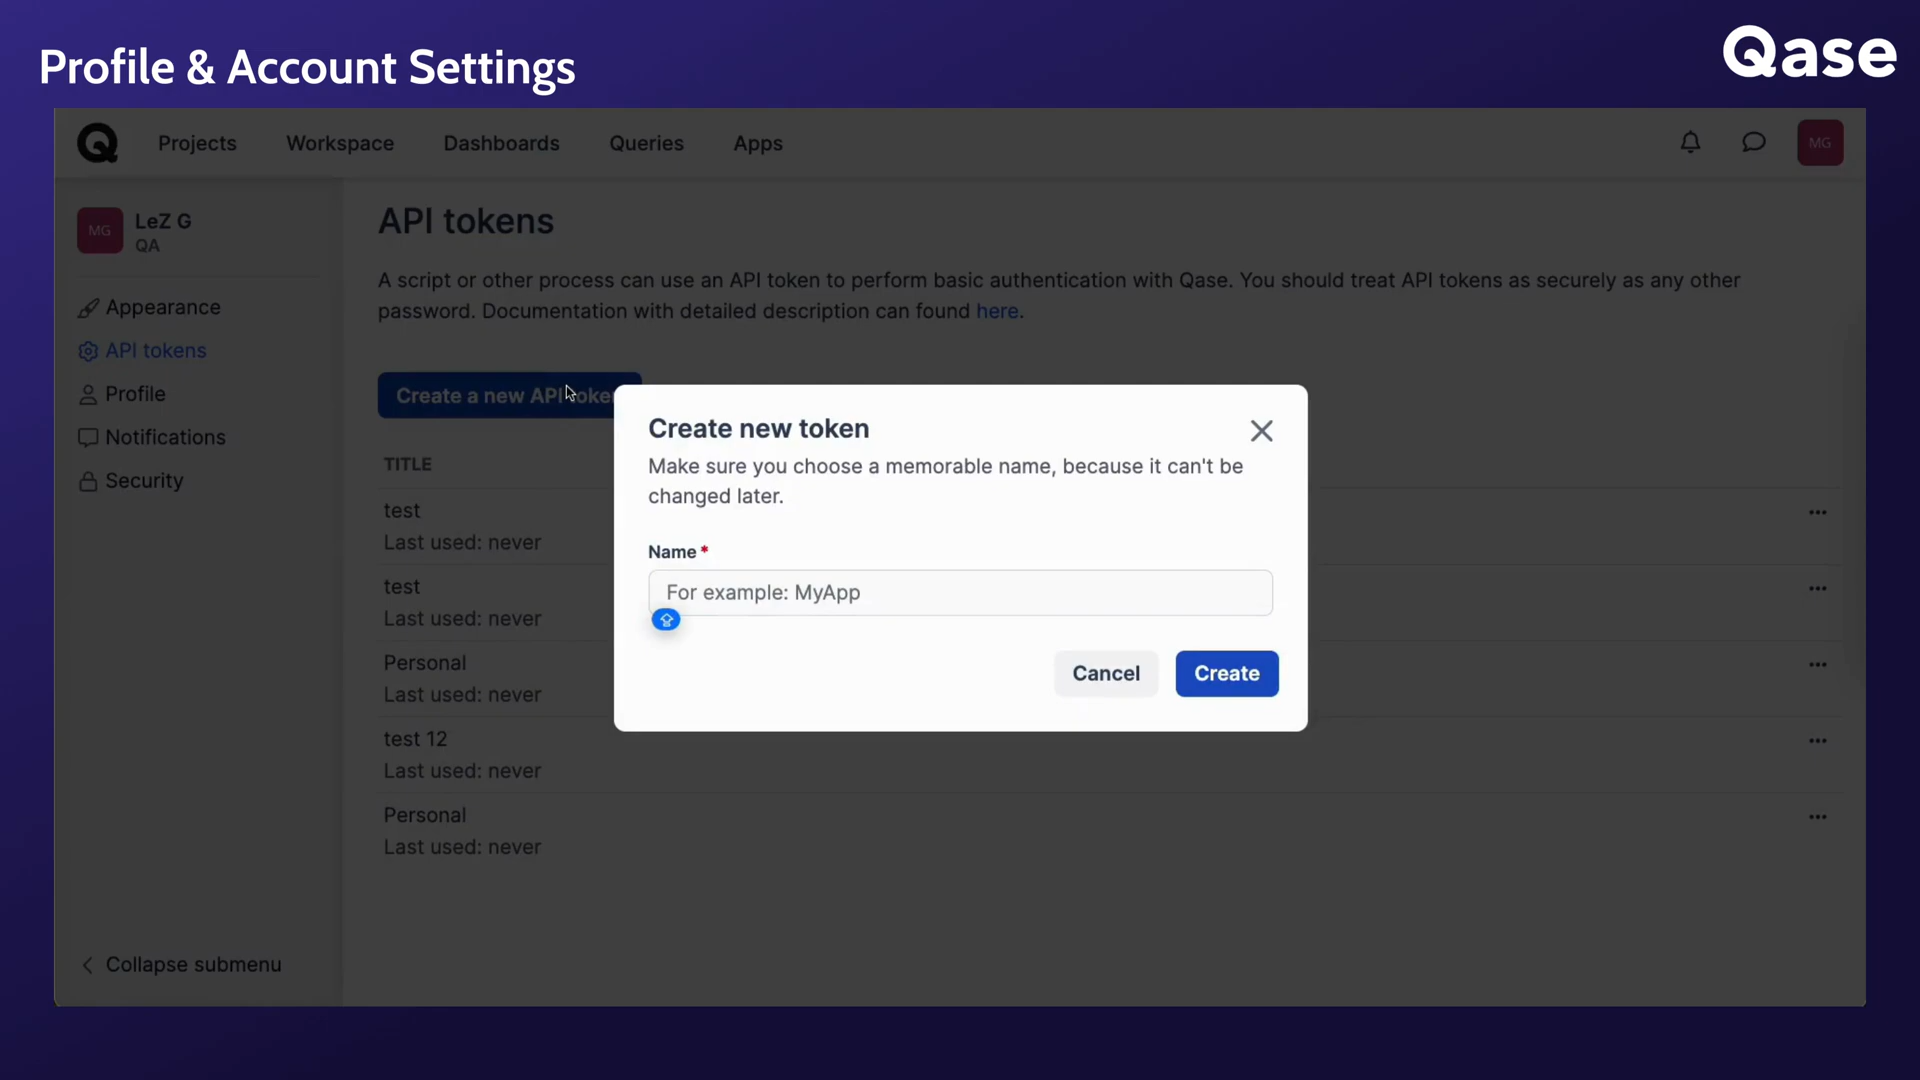 Profile & Account Settings
Qase
Projects
Workspace
Dashboards
Queries
Apps
MG
MG
LeZ G
QA
Appearance
API tokens
Profile
Notifications
Security
Collapse submenu
API tokens
A script or other process can use an API token to perform basic authentication with Qase. You should treat API tokens as securely as any other
password. Documentation with detailed description can found here.
Create a new API toke
TITLE
test
Last used: never
test
Last used: never
Personal
Last used: never
test 12
Last used: never
Personal
Last used: never
Create new token
Make sure you choose a memorable name, because it can't be
changed later.
Name *
For example: MyApp
Cancel
Create